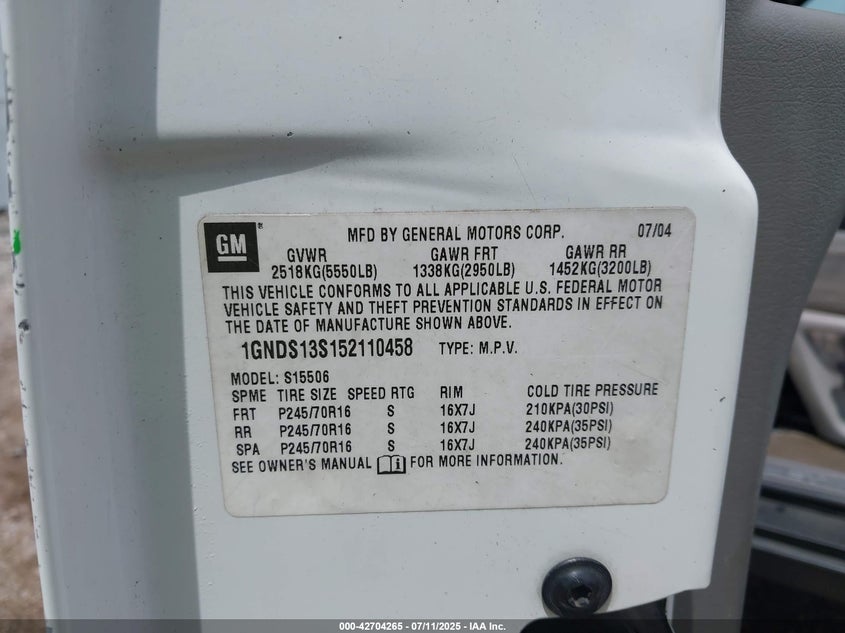 GM ®
MFD BY GENERAL MOTORS CORP. 07/04
GVWR GAWR FRT GAWR RR
2518KG(5550LB) 1338KG(2950LB) 1452KG(3200LB)
THIS VEHICLE CONFORMS TO ALL APPLICABLE U.S. FEDERAL MOTOR
VEHICLE SAFETY AND THEFT PREVENTION STANDARDS IN EFFECT ON
THE DATE OF MANUFACTURE SHOWN ABOVE.
1GNDS13S152110458 TYPE: M.P.V.
MODEL: S15506
SPME TIRE SIZE SPEED RTG RIM COLD TIRE PRESSURE
FRT P245/70R16 S 16X7J 210KPA(30PSI)
RR P245/70R16 S 16X7J 240KPA(35PSI)
SPA P245/70R16 S 16X7J 240KPA(35PSI)
SEE OWNER'S MANUAL FOR MORE INFORMATION.
000-42704265 - 07/11/2025 - IAA Inc.